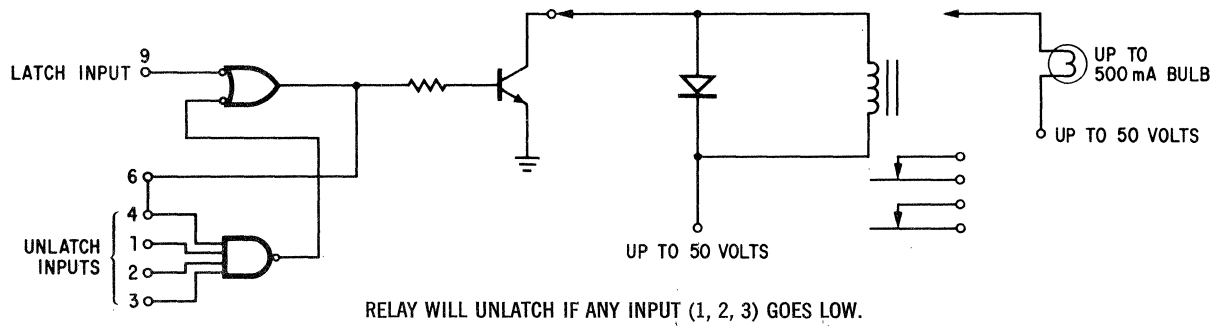 9
LATCH INPUT
UP TO
500 mA BULB
UP TO 50 VOLTS
6
4
UNLATCH
INPUTS
1
2
3
UP TO 50 VOLTS
RELAY WILL UNLATCH IF ANY INPUT (1, 2, 3) GOES LOW.